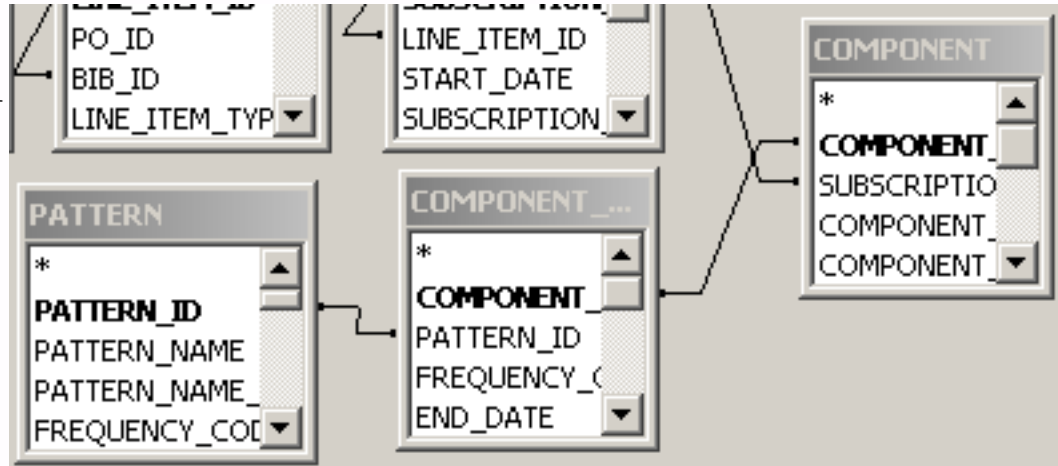 PO_ID
BIB_ID
LINE_ITEM_TYP
LINE_ITEM_ID
START_DATE
SUBSCRIPTION_
COMPONENT
*
COMPONENT_
SUBSCRIPTIO
COMPONENT_
COMPONENT_
PATTERN
*
PATTERN_ID
PATTERN_NAME
PATTERN_NAME_
FREQUENCY_COD
COMPONENT_...
*
COMPONENT_
PATTERN_ID
FREQUENCY_C
END_DATE